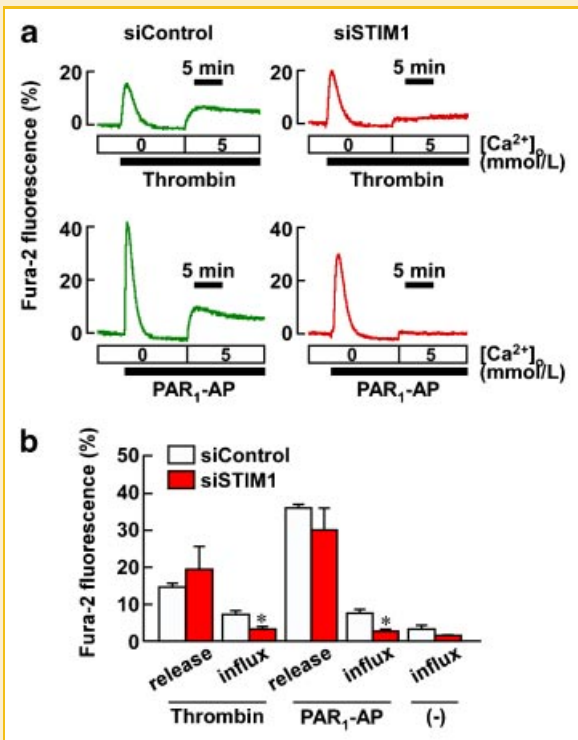 a
siControl siSTIM1
Fura-2 fluorescence (%)
5 min 5 min
20 20
0 0
0 5 0 5 [Ca²⁺]ₒ
(mmol/L)
Thrombin Thrombin
40 40
5 min 5 min
20 20
0 0
0 5 0 5 [Ca²⁺]ₒ
(mmol/L)
PAR₁-AP PAR₁-AP
b
Fura-2 fluorescence (%)
50
40
30
20
10
0
siControl
siSTIM1
* *
release influx release influx influx
Thrombin PAR₁-AP (-)